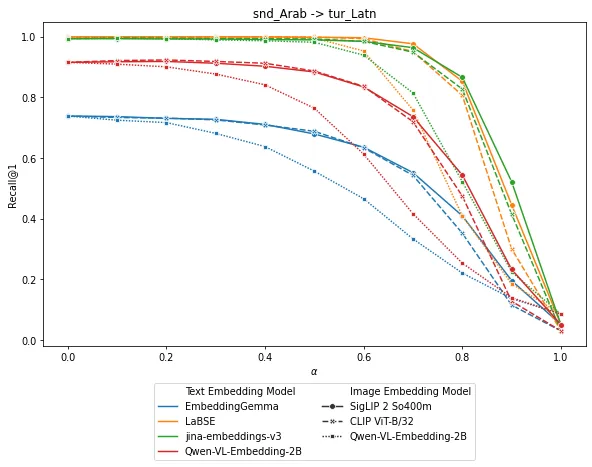 snd_Arab -> tur_Latn
Recall@1
1.0
0.8
0.6
0.4
0.2
0.0
0.0 0.2 0.4 0.6 0.8 1.0
α
Text Embedding Model Image Embedding Model
EmbeddingGemma SigLIP 2 So400m
LaBSE CLIP ViT-B/32
jina-embeddings-v3 Qwen-VL-Embedding-2B
Qwen-VL-Embedding-2B